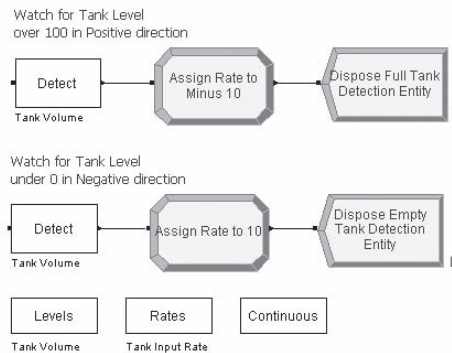 Watch for Tank Level
over 100 in Positive direction
Detect
Assign Rate to
Minus 10
Dispose Full Tank
Detection Entity
Tank Volume
Watch for Tank Level
under 0 in Negative direction
Detect
Assign Rate to 10
Dispose Empty
Tank Detection
Entity
Tank Volume
Levels
Rates
Continuous
Tank Volume
Tank Input Rate